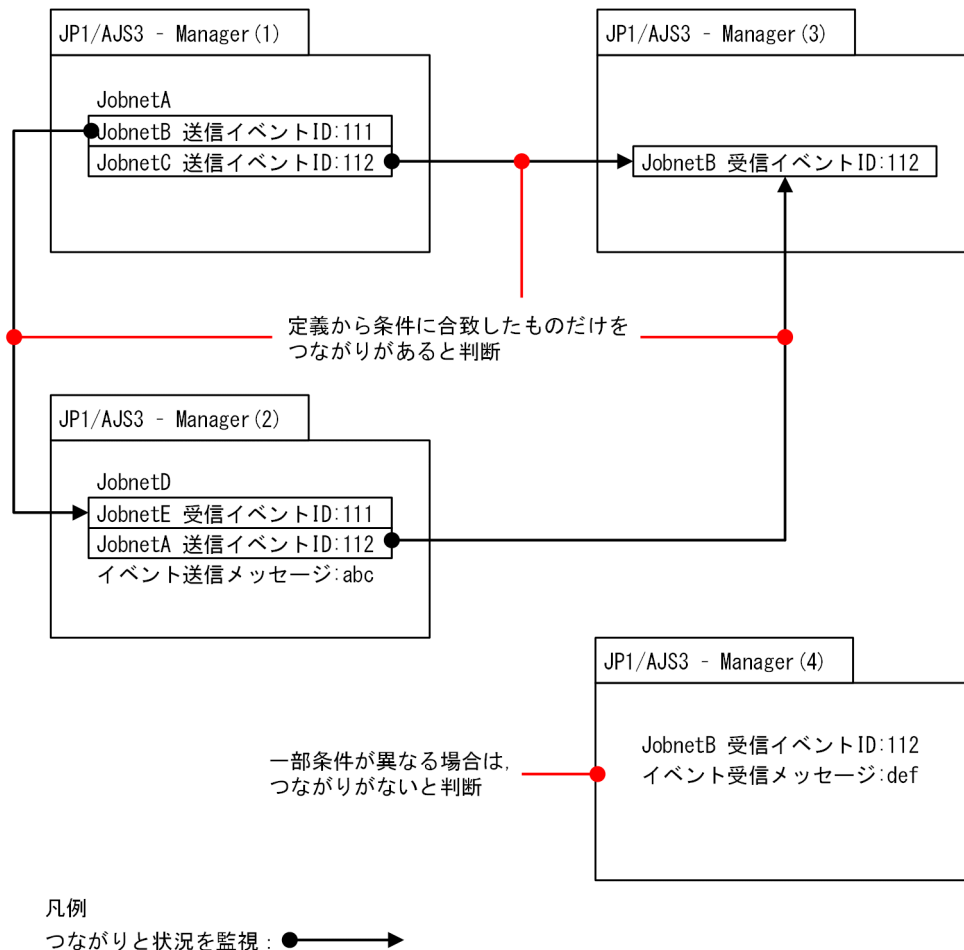 JP1/AJS3 - Manager(1)
JobnetA
JobnetB 送信イベントID:111
JobnetC 送信イベントID:112
JP1/AJS3 - Manager(3)
JobnetB 受信イベントID:112
定義から条件に合致したものだけを
つながりがあると判断
JP1/AJS3 - Manager(2)
JobnetD
JobnetE 受信イベントID:111
JobnetA 送信イベントID:112
イベント送信メッセージ:abc
JP1/AJS3 - Manager(4)
JobnetB 受信イベントID:112
イベント受信メッセージ:def
一部条件が異なる場合は,
つながりがないと判断
凡例
つながりと状況を監視: